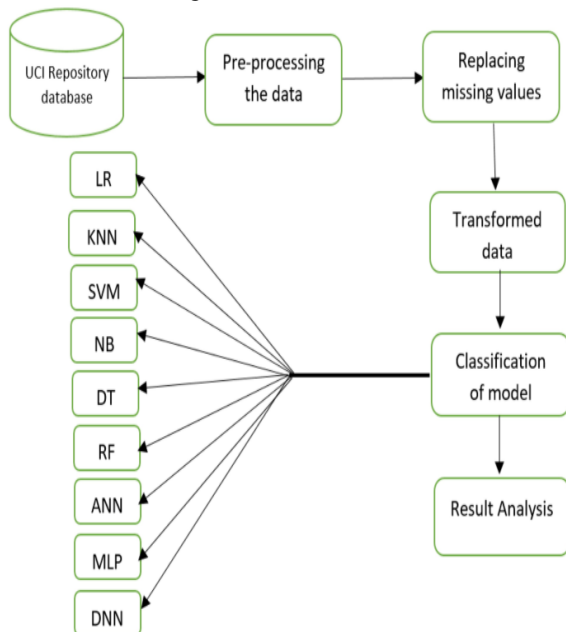 UCI Repository
database
Pre-processing
the data
Replacing
missing values
LR
KNN
SVM
NB
DT
RF
ANN
MLP
DNN
Transformed
data
Classification
of model
Result Analysis